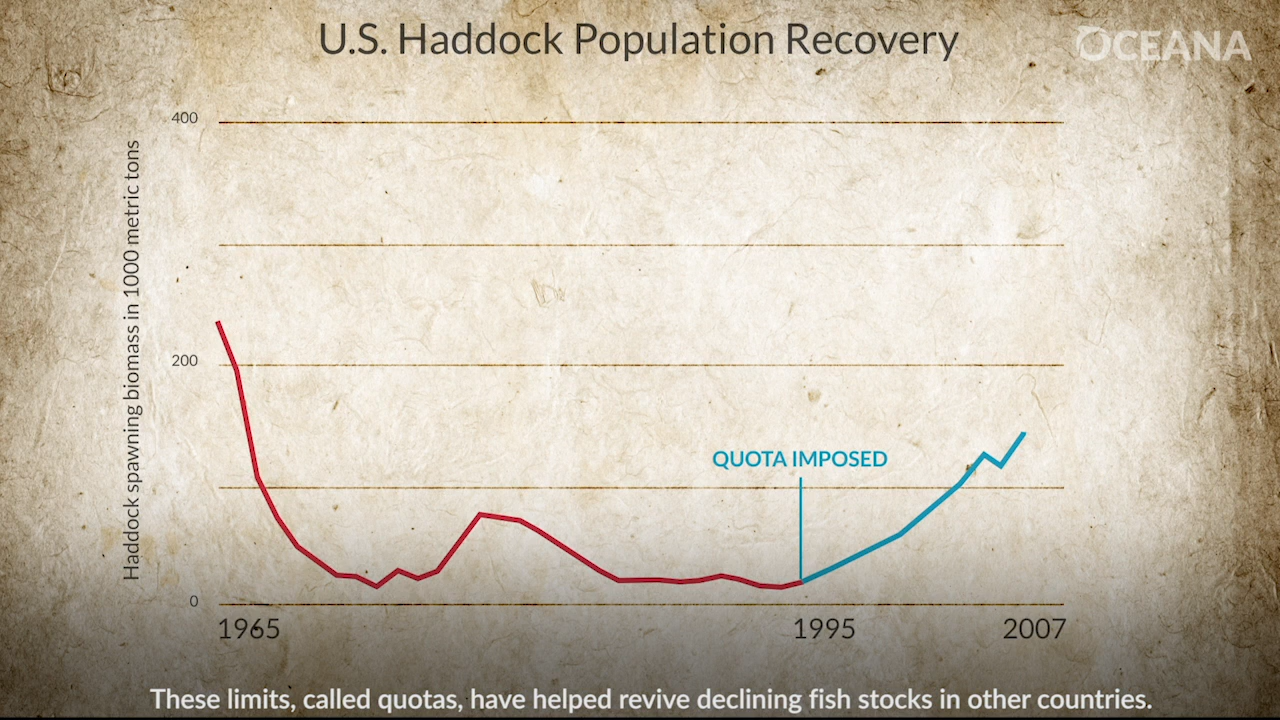 U.S. Haddock Population Recovery
OCEANA
400
Haddock spawning biomass in 1000 metric tons
200
QUOTA IMPOSED
0
1965
1995
2007
These limits, called quotas, have helped revive declining fish stocks in other countries.